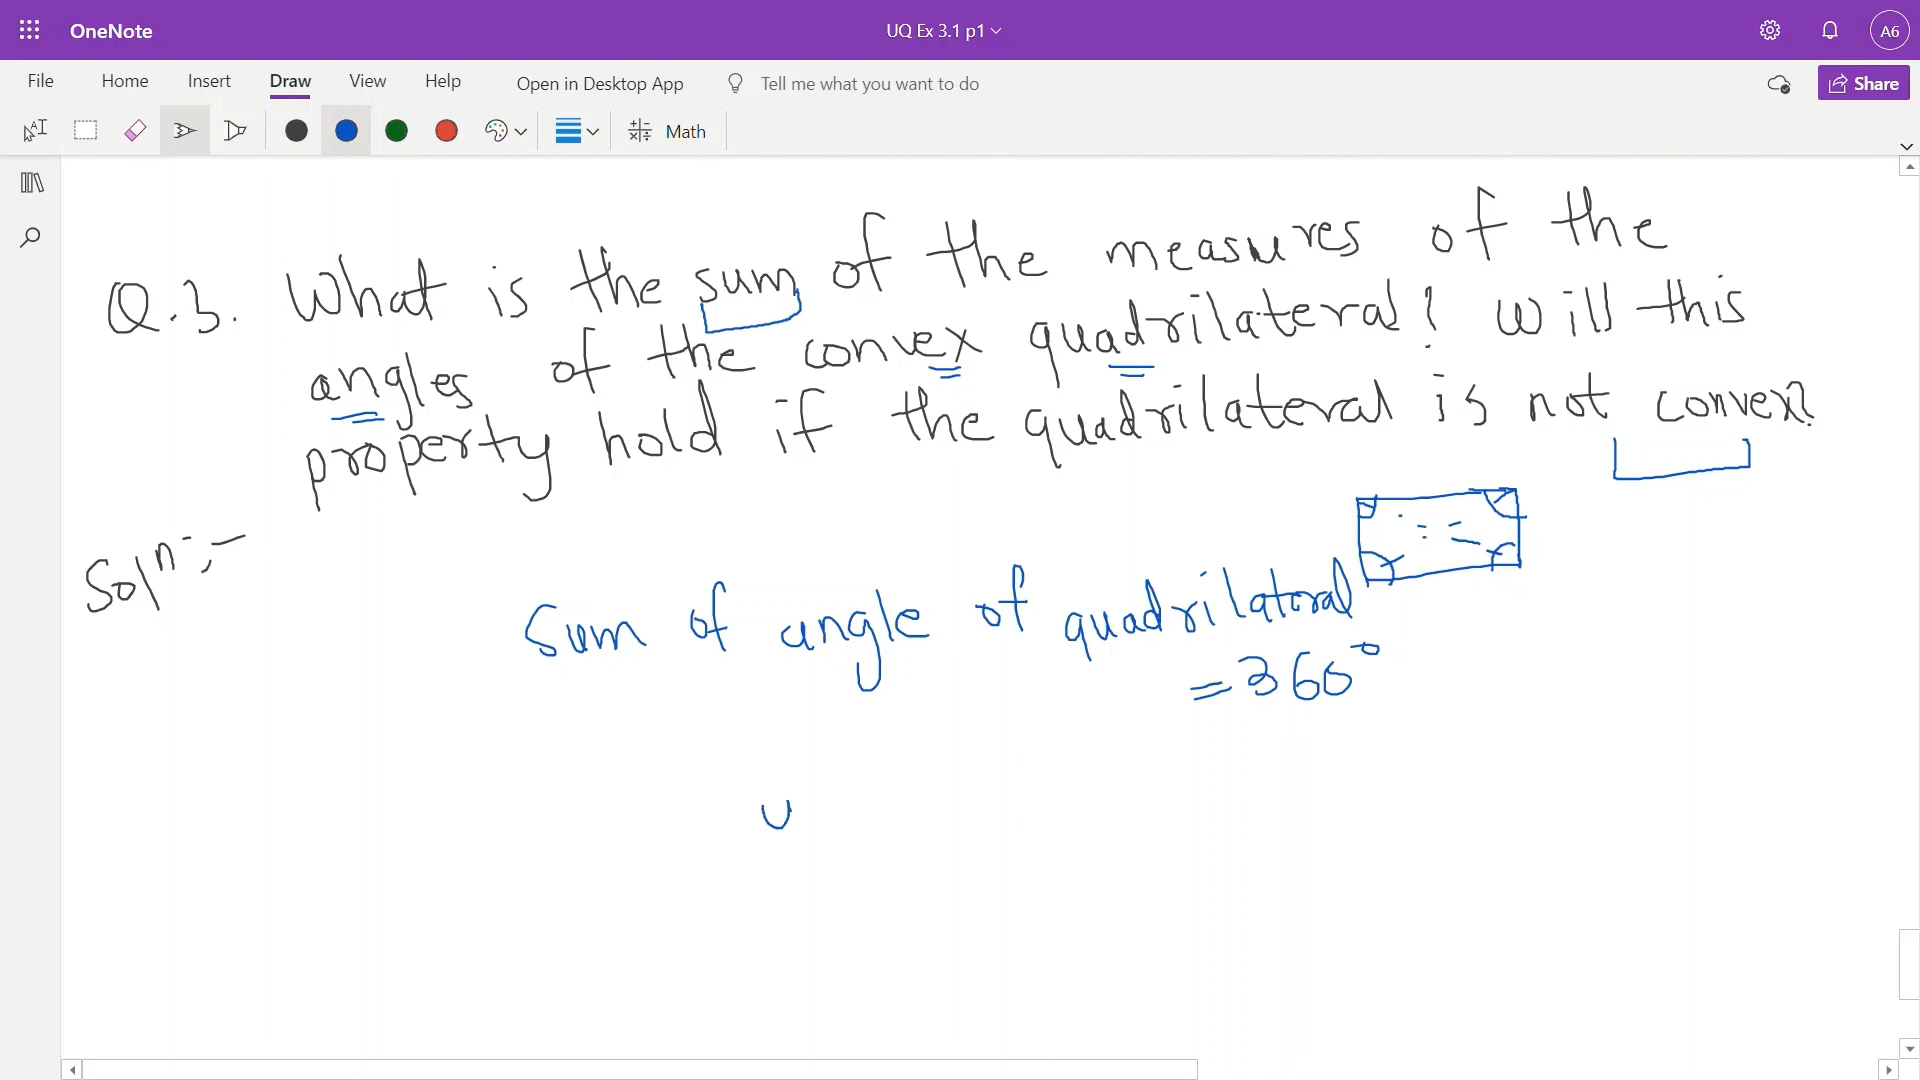 OneNote
UQ Ex 3.1 p1
A6
File Home Insert Draw View Help Open in Desktop App Tell me what you want to do
Share
Math
Q.3. What is the sum of the measures of the
angles of the convex quadrilateral? Will this
property hold if the quadrilateral is not convex?
Solⁿ:-
Sum of angle of quadrilateral
= 360°
U